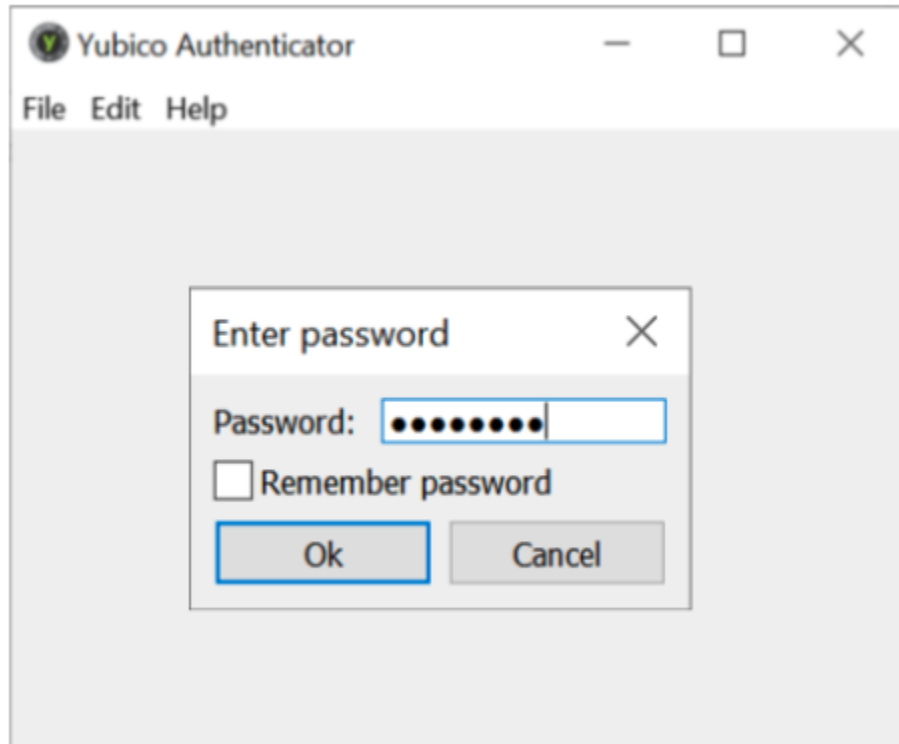 Yubico Authenticator
File Edit Help
Enter password
Password: ●●●●●●●●
Remember password
Ok Cancel